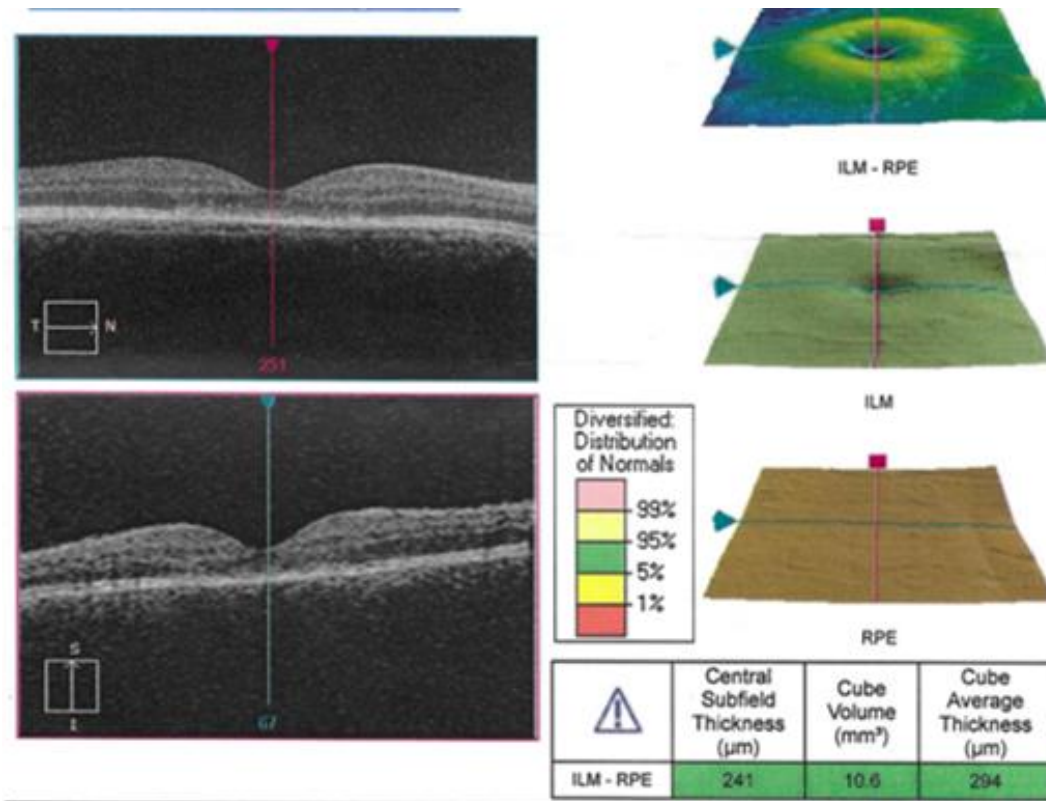 ILM - RPE
T
N
251
ILM
Diversified:
Distribution
of Normals
99%
95%
5%
1%
S
I
67
RPE
Central
Subfield
Thickness
(μm)
Cube
Volume
(mm³)
Cube
Average
Thickness
(μm)
ILM - RPE
241
10.6
294